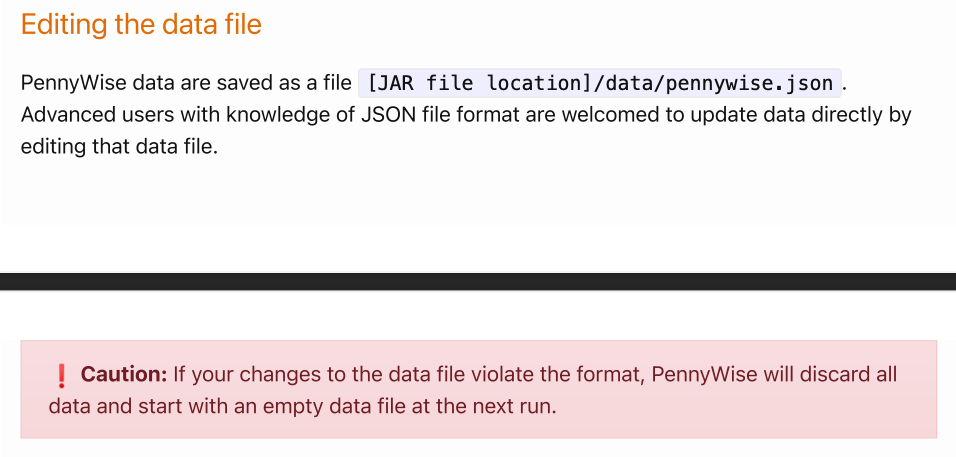 Editing the data file
PennyWise data are saved as a file [JAR file location]/data/pennywise.json.
Advanced users with knowledge of JSON file format are welcomed to update data directly by
editing that data file.
❗ Caution: If your changes to the data file violate the format, PennyWise will discard all
data and start with an empty data file at the next run.